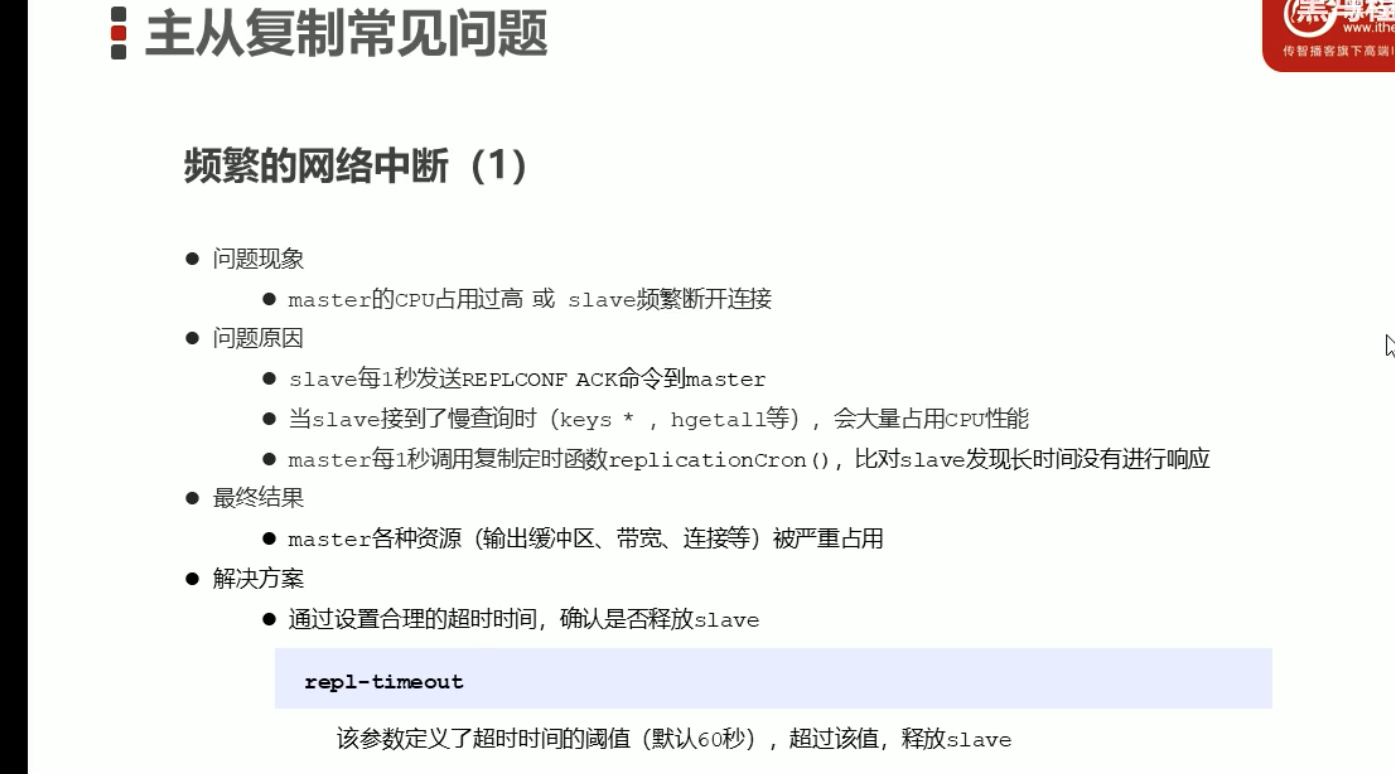 主从复制常见问题
www.ithe
传智播客旗下高端I
频繁的网络中断（1）
● 问题现象
● master的CPU占用过高 或 slave频繁断开连接
● 问题原因
● slave每1秒发送REPLCONF ACK命令到master
● 当slave接到了慢查询时（keys * ，hgetall等），会大量占用CPU性能
● master每1秒调用复制定时函数replicationCron()，比对slave发现长时间没有进行响应
● 最终结果
● master各种资源（输出缓冲区、带宽、连接等）被严重占用
● 解决方案
● 通过设置合理的超时时间，确认是否释放slave
repl-timeout
该参数定义了超时时间的阈值（默认60秒），超过该值，释放slave